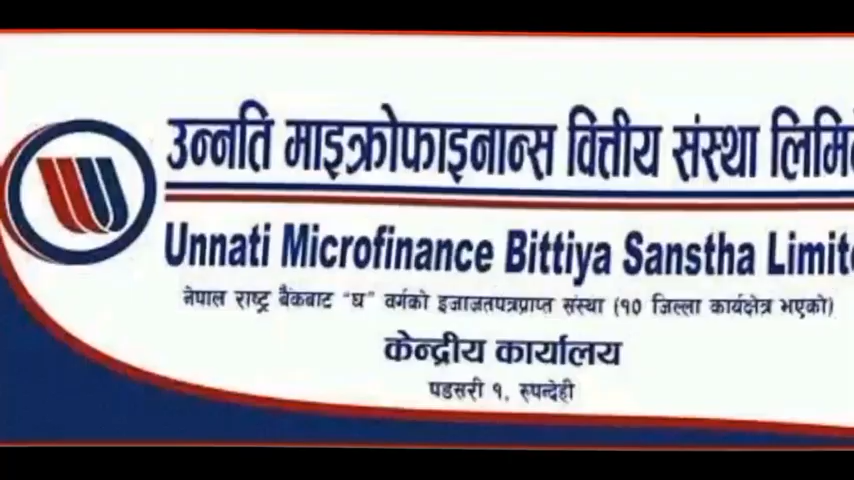 उन्नति माइक्रोफाइनान्स वित्तीय संस्था
Unnati Microfinance Bittiya Sanstha
नेपाल राष्ट्र बैंकबाट "घ" वर्गको इजाजतपत्रप्राप्त संस्था (१० जिल्ला कार्यक्षेत्र भएको)
केन्द्रीय कार्यालय
पडसरी १, रुपन्देही